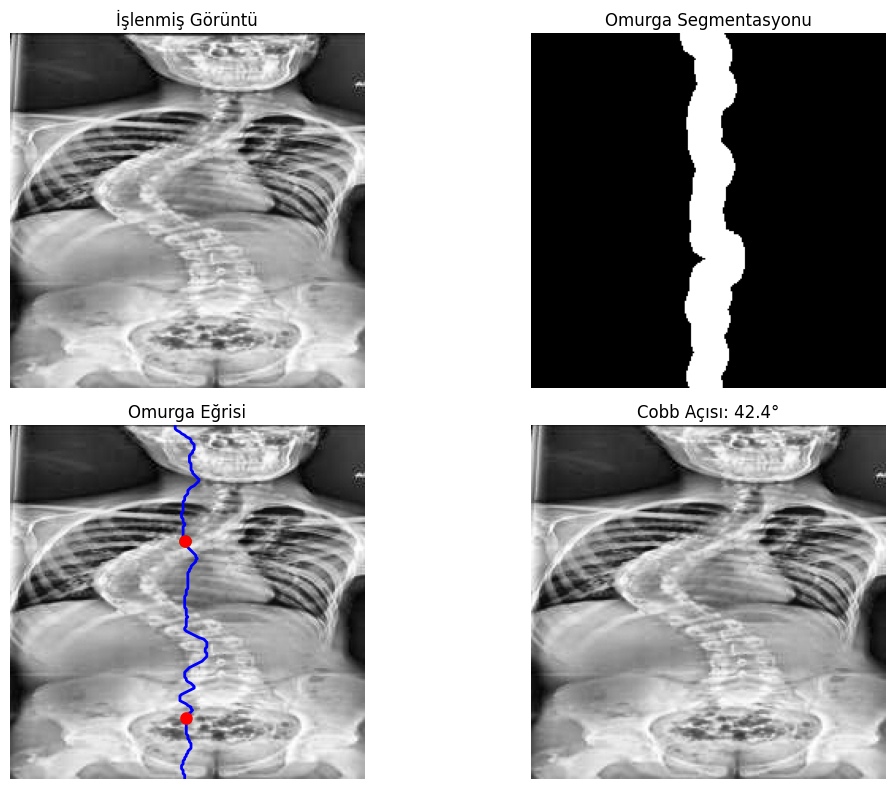 İşlenmiş Görüntü
Omurga Segmentasyonu
Omurga Eğrisi
Cobb Açısı: 42.4°